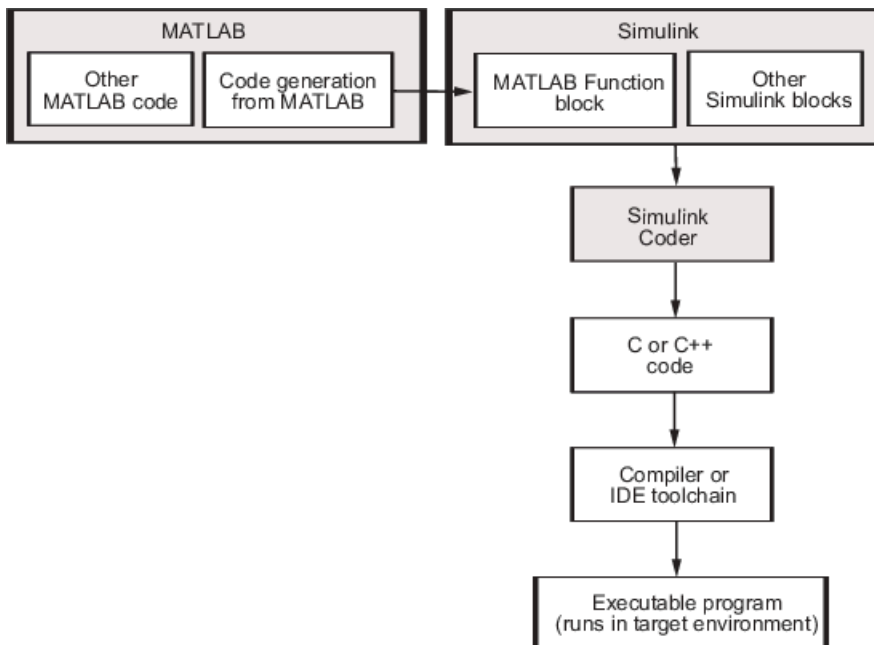 MATLAB
Other
MATLAB code
Code generation
from MATLAB
Simulink
MATLAB Function
block
Other
Simulink blocks
Simulink
Coder
C or C++
code
Compiler or
IDE toolchain
Executable program
(runs in target environment)